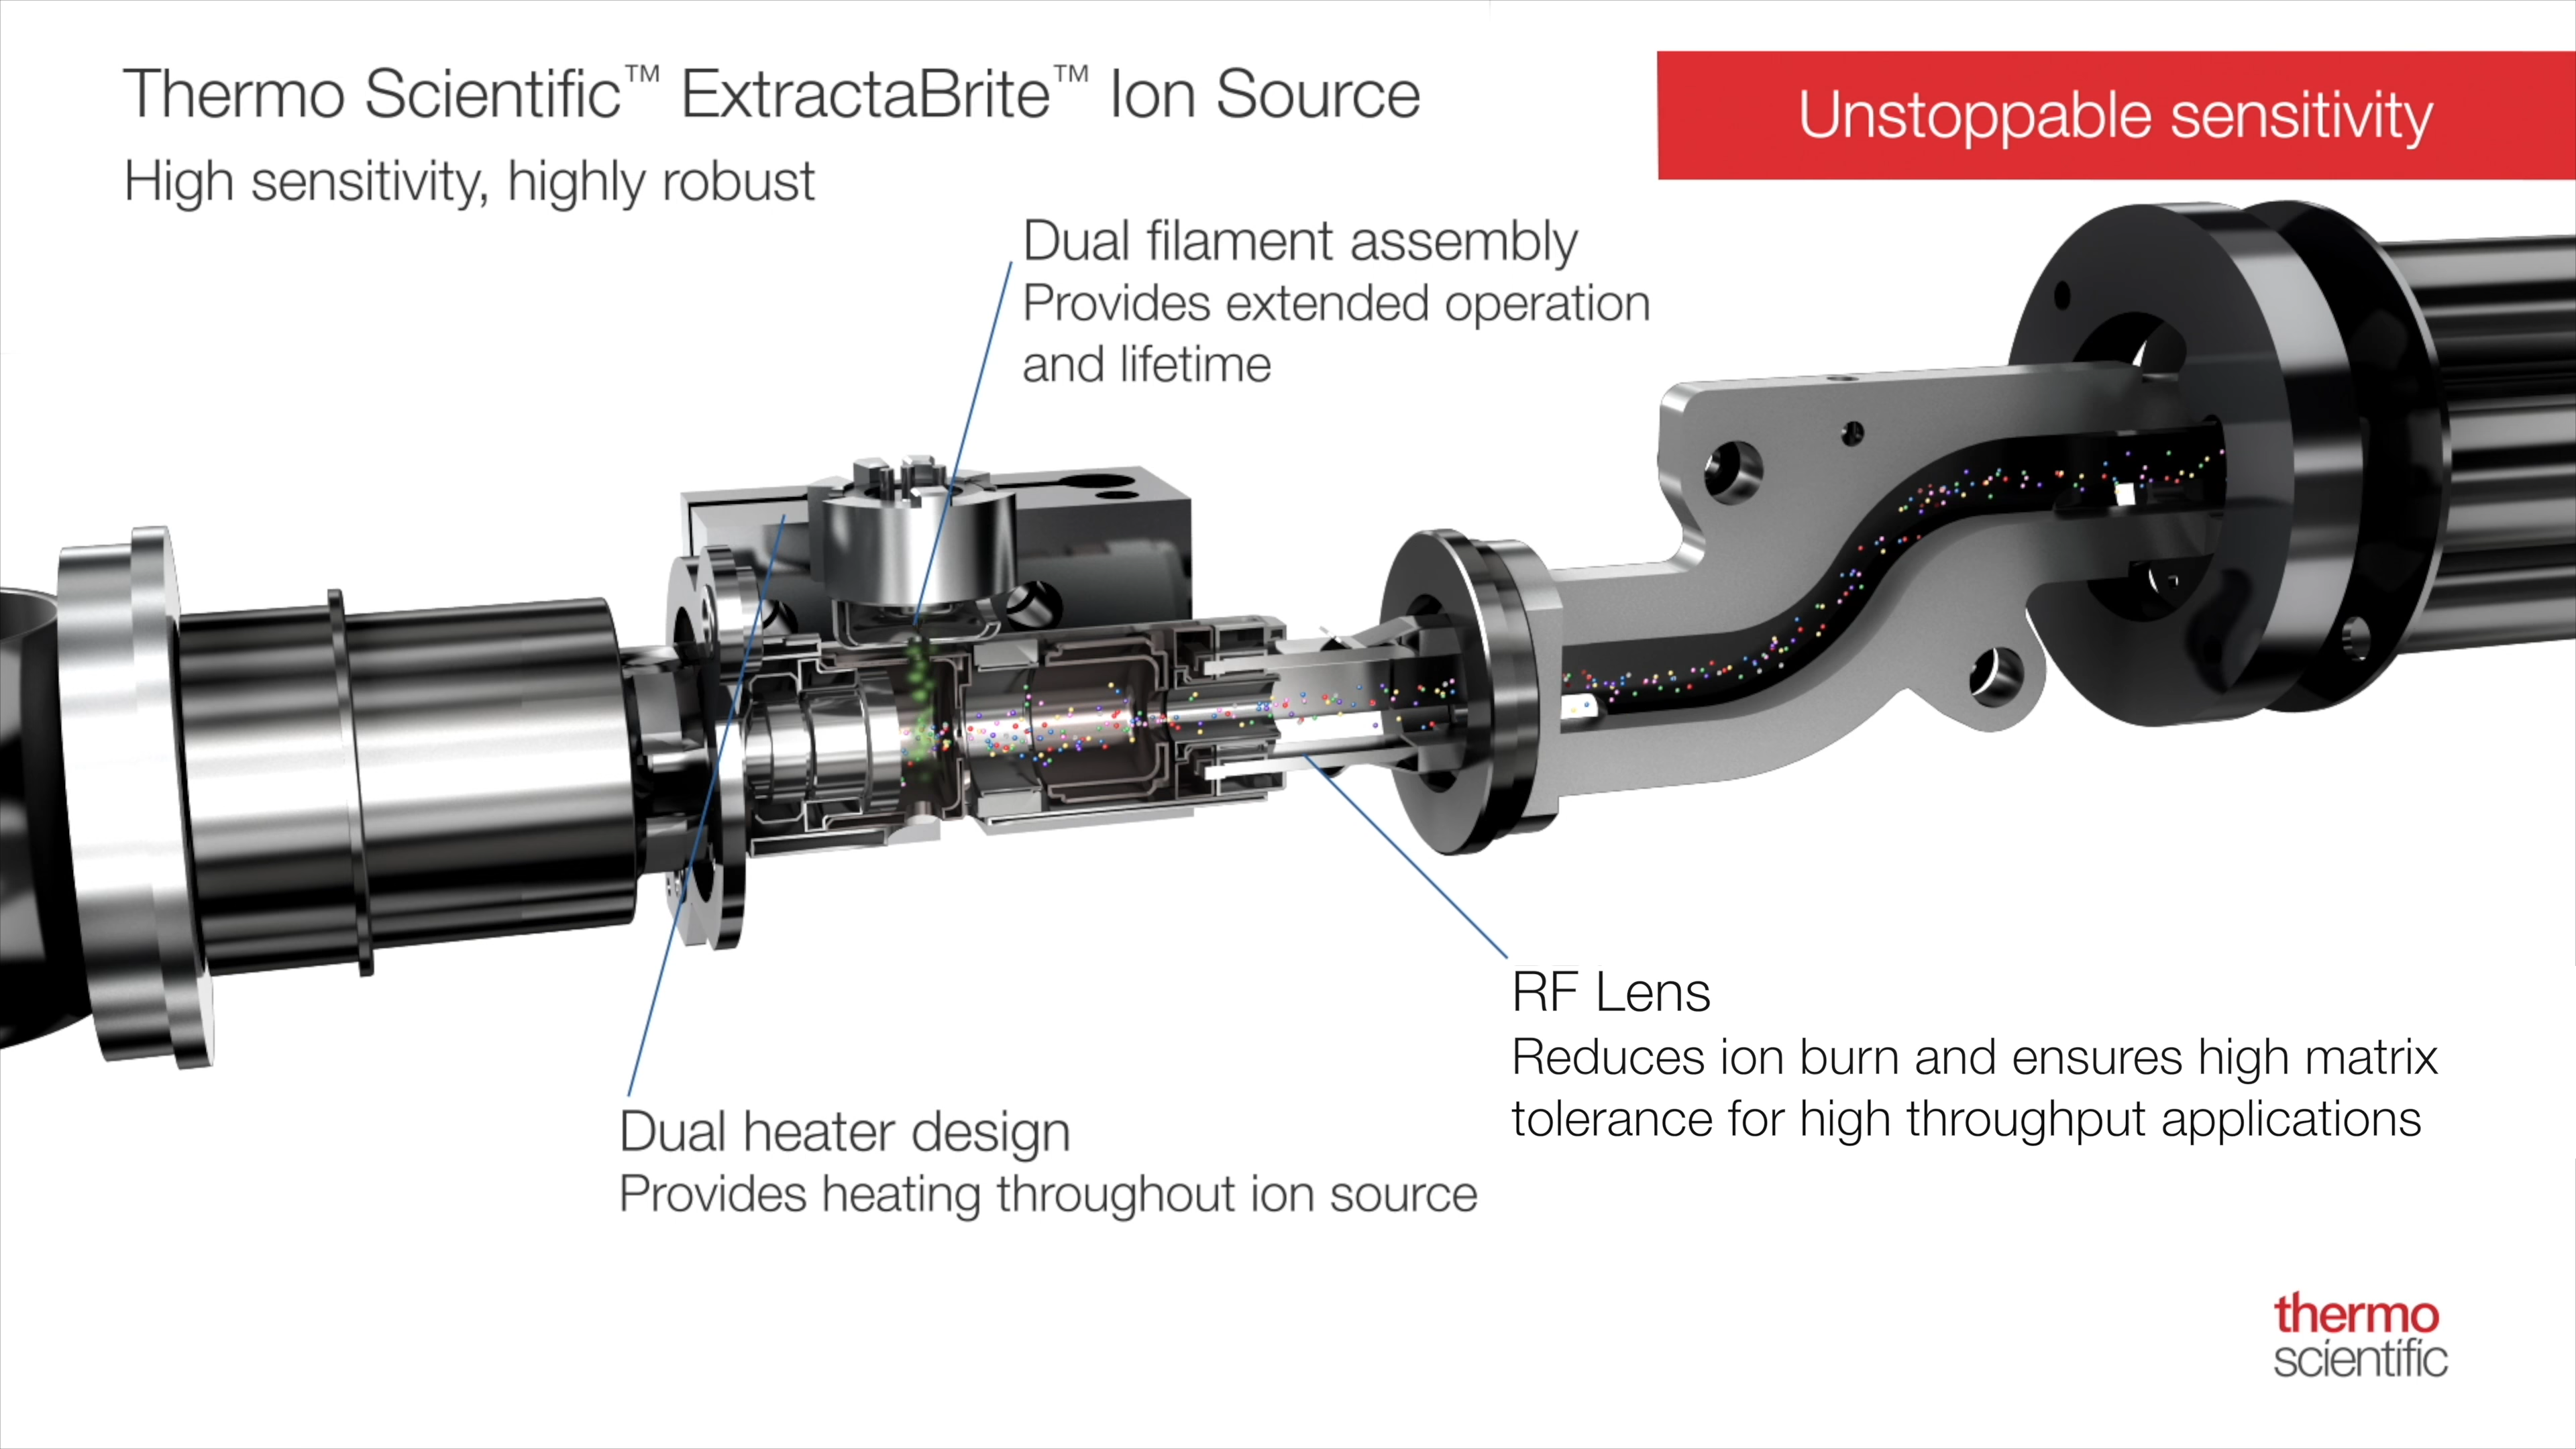 Thermo Scientific™ ExtractaBrite™ Ion Source
High sensitivity, highly robust
Unstoppable sensitivity
Dual filament assembly
Provides extended operation
and lifetime
RF Lens
Reduces ion burn and ensures high matrix
tolerance for high throughput applications
Dual heater design
Provides heating throughout ion source
thermo
scientific